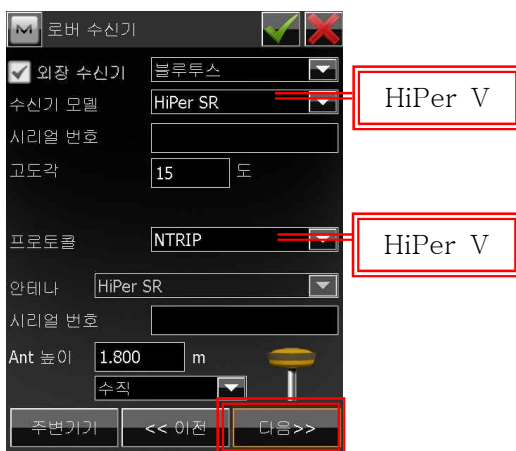 로버 수신기
외장 수신기 블루투스
수신기 모델 HiPer SR
HiPer V
시리얼 번호
고도각 15 도
프로토콜 NTRIP
HiPer V
안테나 HiPer SR
시리얼 번호
Ant 높이 1.800 m
수직
주변기기 << 이전 다음>>